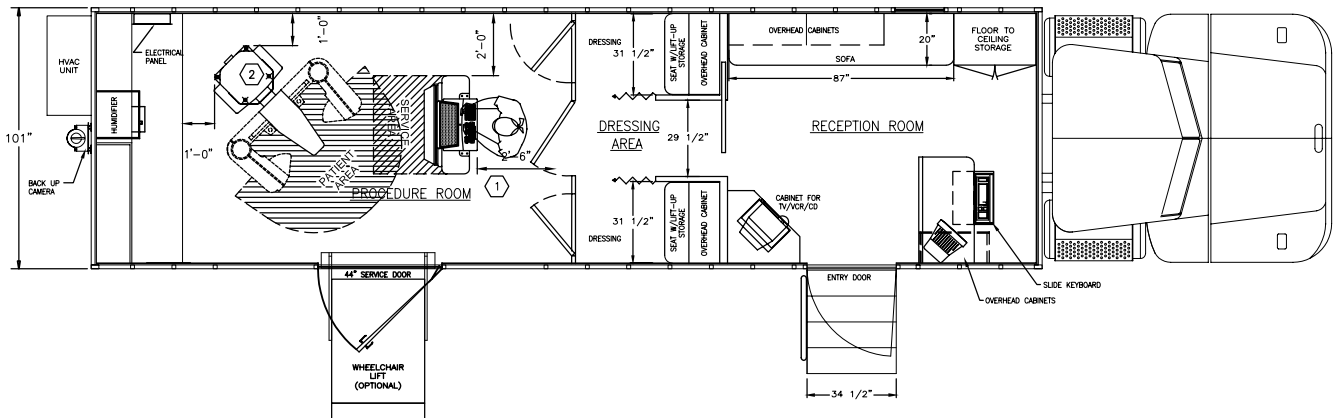 HVAC
UNIT
101"
BACK UP
CAMERA
HUMIDIFIER
ELECTRICAL
PANEL
1'-0"
1'-0"
2
PATIENT
AREA
SERVICE
AREA
PROCEDURE ROOM
2'-0"
2'-6"
1
44" SERVICE DOOR
WHEELCHAIR
LIFT
(OPTIONAL)
DRESSING
31 1/2"
SEAT W/LIFT-UP
STORAGE
OVERHEAD CABINET
DRESSING
AREA
29 1/2"
DRESSING
31 1/2"
SEAT W/LIFT-UP
STORAGE
OVERHEAD CABINET
OVERHEAD CABINETS
SOFA
87"
20"
FLOOR TO
CEILING
STORAGE
RECEPTION ROOM
CABINET FOR
TV/VCR/CD
ENTRY DOOR
34 1/2"
SLIDE KEYBOARD
OVERHEAD CABINETS